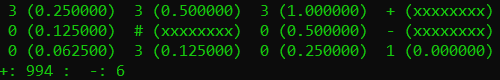 3 (0.250000) 3 (0.500000) 3 (1.000000) + (xxxxxxxx)
0 (0.125000) # (xxxxxxxx) 0 (0.500000) - (xxxxxxxx)
0 (0.062500) 3 (0.125000) 0 (0.250000) 1 (0.000000)
+: 994 : -: 6